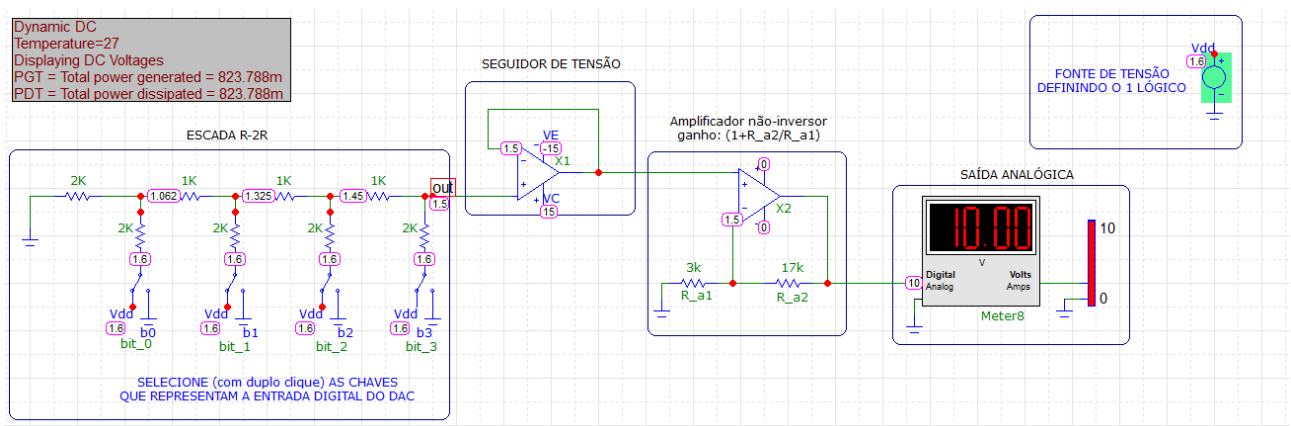 Dynamic DC
Temperature=27
Displaying DC Voltages
PGT = Total power generated = 823.788m
PDT = Total power dissipated = 823.788m
ESCADA R-2R
2K
1.062
1K
1.325
1K
1.45
1K
out
1.5
2K
2K
2K
2K
1.6
1.6
1.6
1.6
Vdd
Vdd
Vdd
Vdd
1.6
b0
1.6
b1
1.6
b2
1.6
b3
bit_0
bit_1
bit_2
bit_3
SELECIONE (com duplo clique) AS CHAVES
QUE REPRESENTAM A ENTRADA DIGITAL DO DAC
SEGUIDOR DE TENSÃO
VE
1.5
-15
X1
VC
15
Amplificador não-inversor
ganho: (1+R_a2/R_a1)
0
X2
1.5
-0
3k
17k
R_a1
R_a2
SAÍDA ANALÓGICA
10.00
V
10
Digital
Analog
Volts
Amps
Meter8
10
0
Vdd
1.6
FONTE DE TENSÃO
DEFININDO O 1 LÓGICO